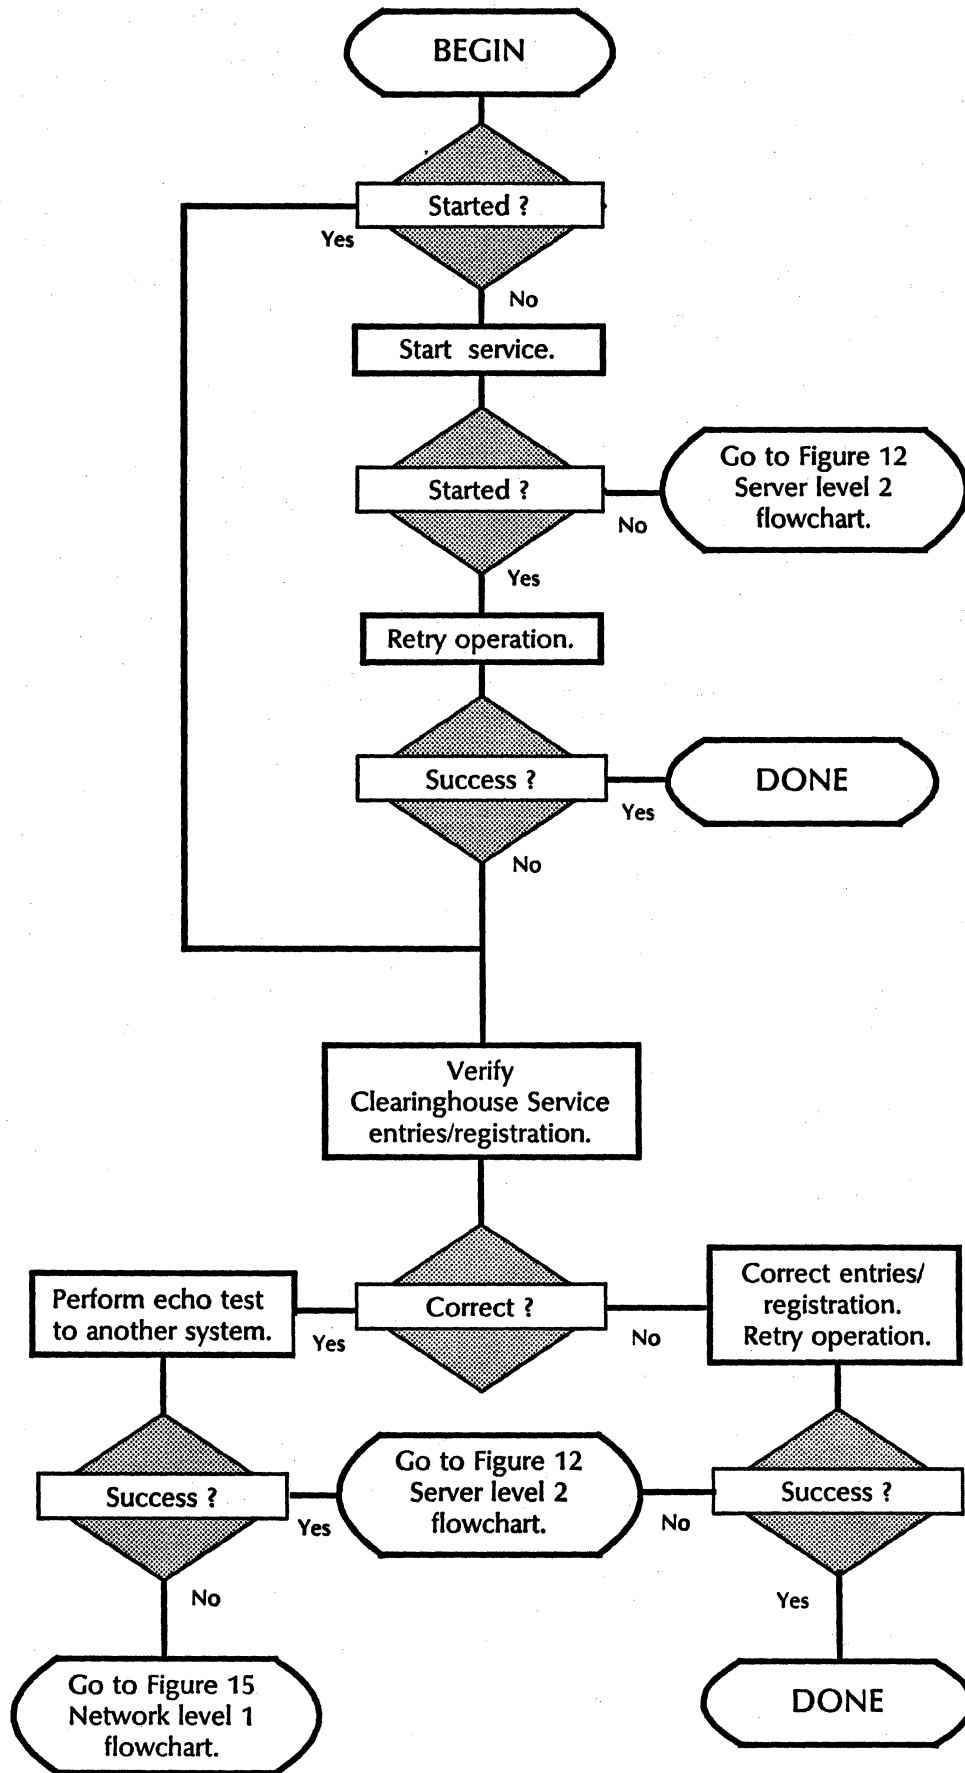 BEGIN
Started ?
Yes
No
Start service.
Started ?
No
Go to Figure 12
Server level 2
flowchart.
Yes
Retry operation.
Success ?
Yes
DONE
No
Verify
Clearinghouse Service
entries/registration.
Perform echo test
to another system.
Yes
Correct ?
No
Correct entries/
registration.
Retry operation.
Success ?
Yes
Go to Figure 12
Server level 2
flowchart.
No
Success ?
No
Yes
Go to Figure 15
Network level 1
flowchart.
DONE